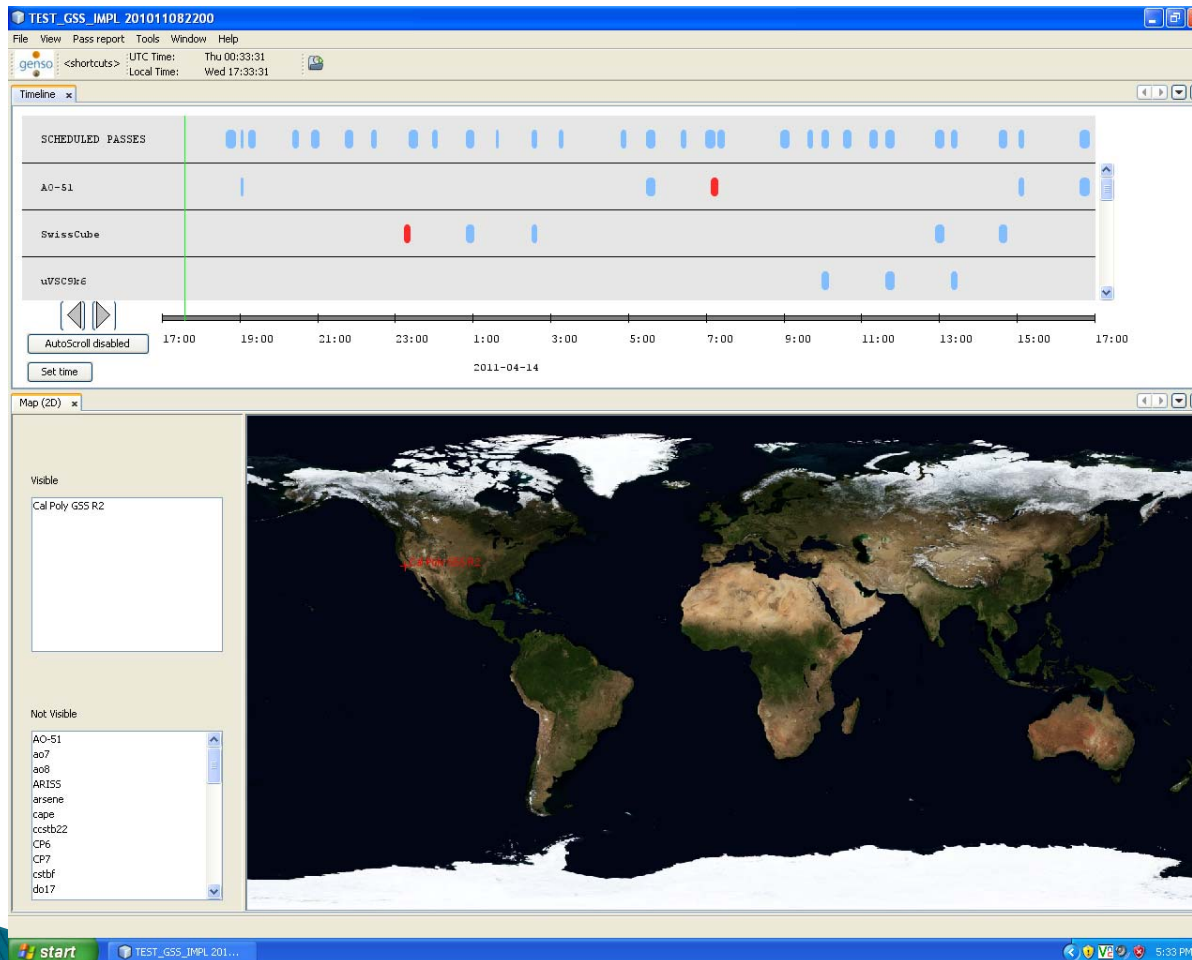 TEST_GSS_IMPL 201011082200
File View Pass report Tools Window Help
genso <shortcuts> UTC Time: Thu 00:33:31
Local Time: Wed 17:33:31
Timeline x
SCHEDULED PASSES
AO-51
SwissCube
uVSC9k6
AutoScroll disabled
17:00 19:00 21:00 23:00 1:00 3:00 5:00 7:00 9:00 11:00 13:00 15:00 17:00
Set time
2011-04-14
Map (2D) x
Visible
Cal Poly GSS R2
Cal Poly GSS R2
Not Visible
AO-51
ao7
ao8
ARISS
arsene
cape
ccstb22
CP6
CP7
cstbf
do17
start TEST_GSS_IMPL 201... 5:33 PM